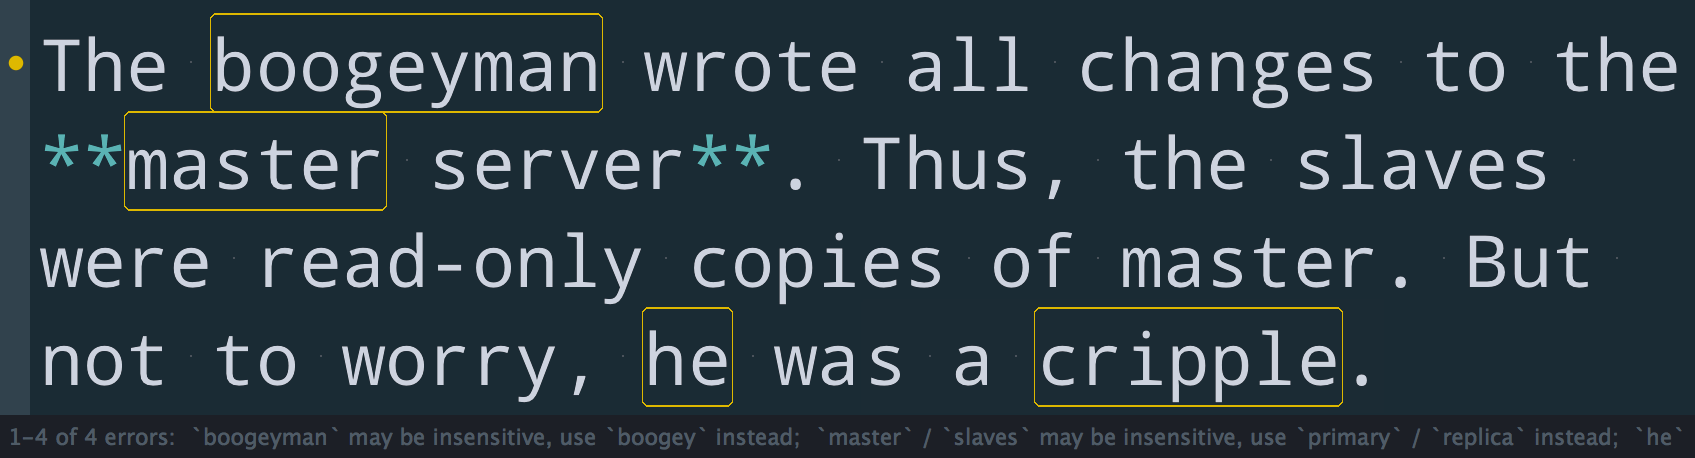 The boogeyman wrote all changes to the
**master server**. Thus, the slaves
were read-only copies of master. But
not to worry, he was a cripple.
1–4 of 4 errors: `boogeyman` may be insensitive, use `boogey` instead; `master` / `slaves` may be insensitive, use `primary` / `replica` instead; `he`